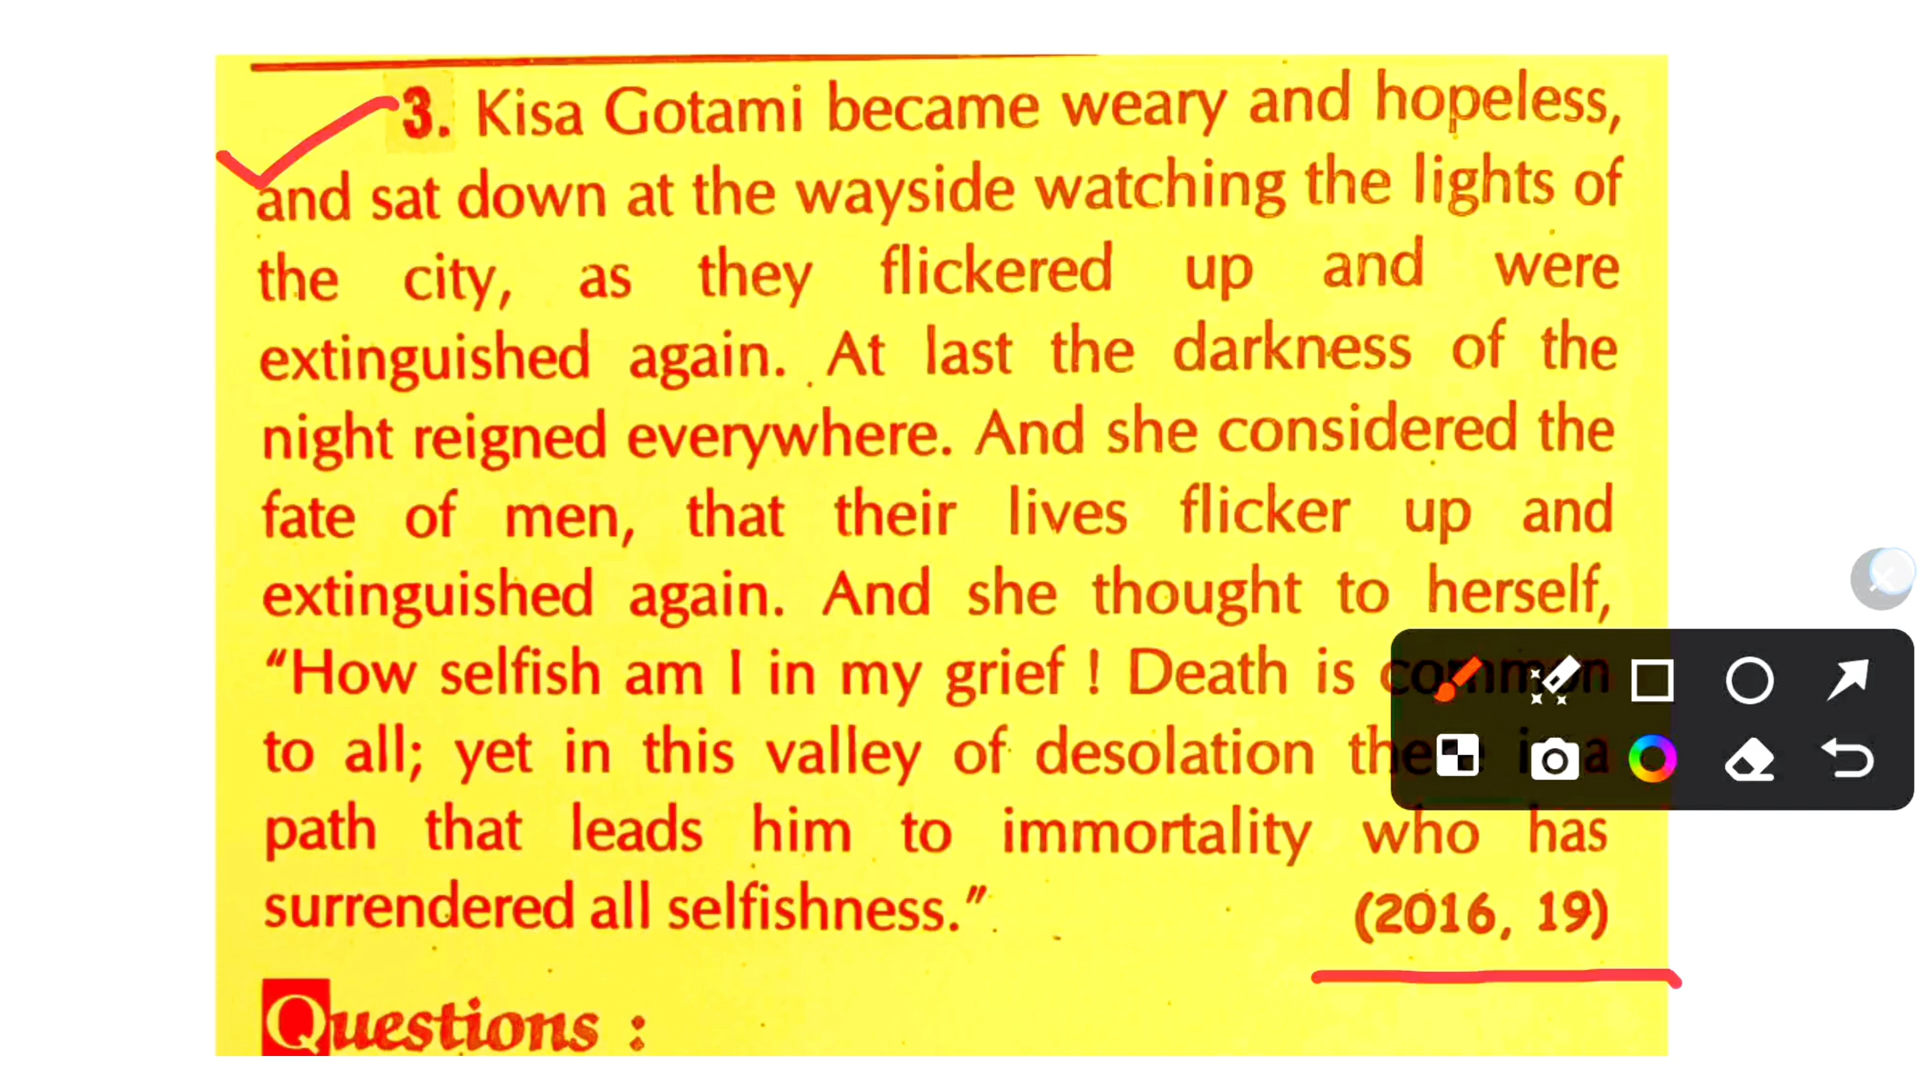 3. Kisa Gotami became weary and hopeless,
and sat down at the wayside watching the lights of
the city, as they flickered up and were
extinguished again. At last the darkness of the
night reigned everywhere. And she considered the
fate of men, that their lives flicker up and
extinguished again. And she thought to herself,
“How selfish am I in my grief ! Death is common
to all; yet in this valley of desolation there is a
path that leads him to immortality who has
surrendered all selfishness.”
(2016, 19)
Questions :